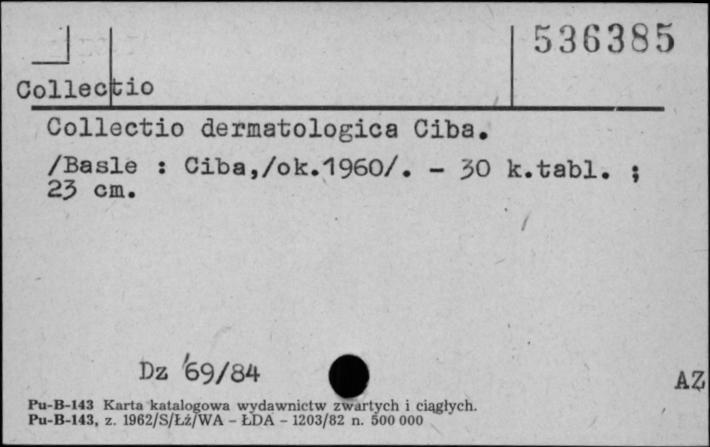 536385
Collectio
Collectio dermatologica Ciba.
/Basle : Ciba,/ok.1960/. - 30 k.tabl. ;
23 cm.
Dz 69/84
AZ
Pu-B-143 Karta katalogowa wydawnictw zwartych i ciągłych.
Pu-B-143, z. 1962/S/Łż/WA - ŁDA - 1203/82 n. 500 000